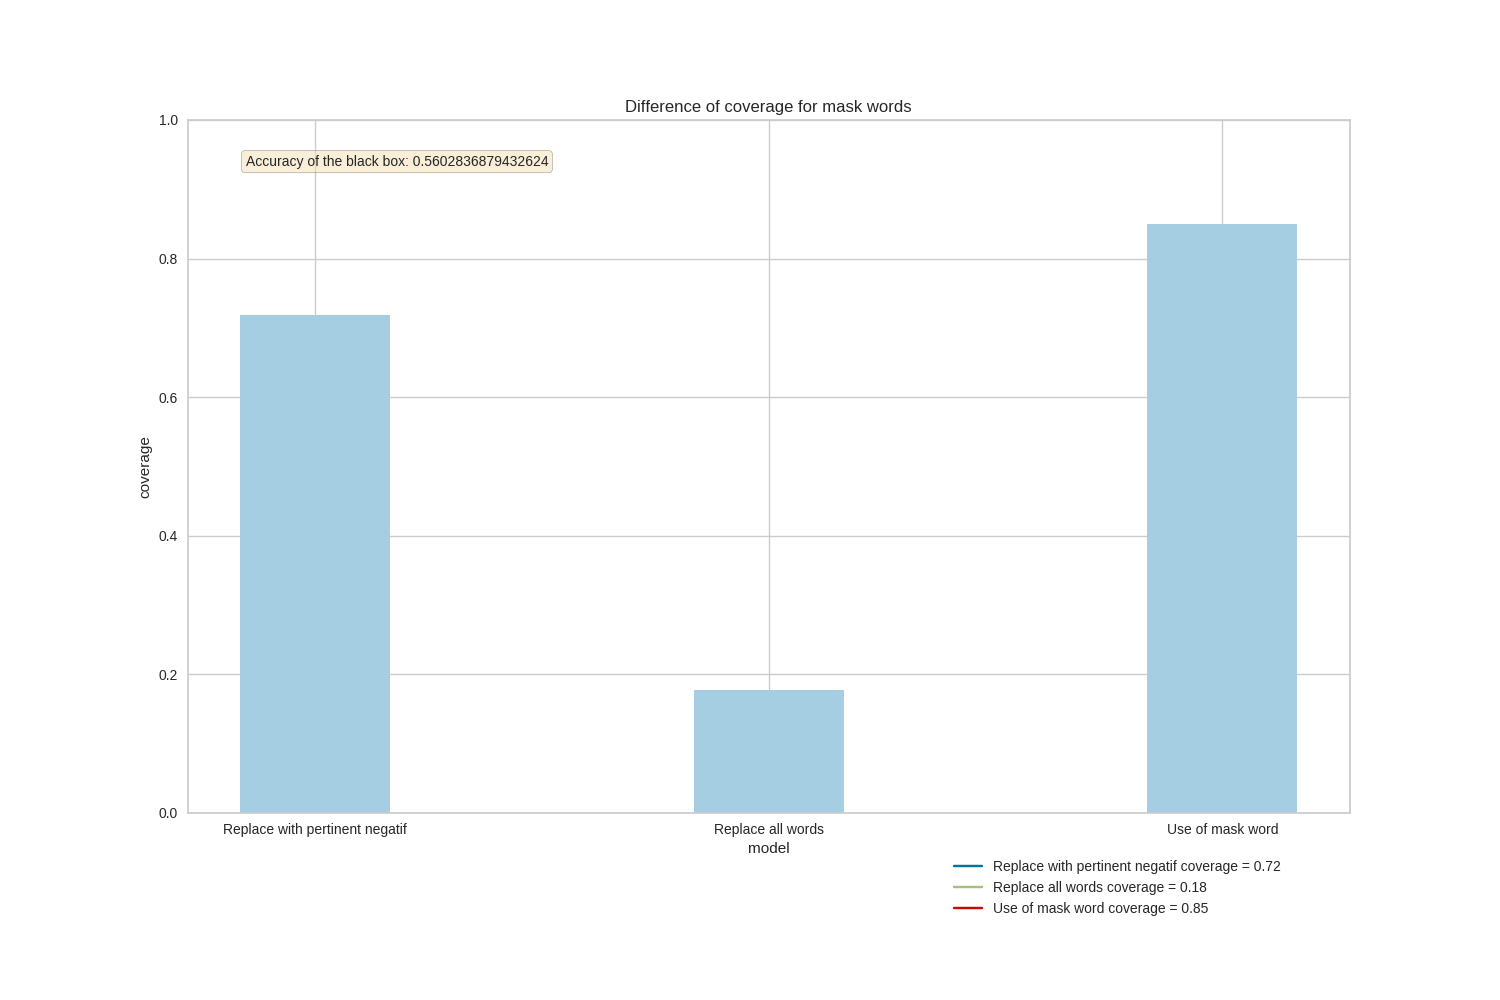 Difference of coverage for mask words
1.0
Accuracy of the black box: 0.5602836879432624
0.8
0.6
coverage
0.4
0.2
0.0
Replace with pertinent negatif
Replace all words
Use of mask word
model
Replace with pertinent negatif coverage = 0.72
Replace all words coverage = 0.18
Use of mask word coverage = 0.85